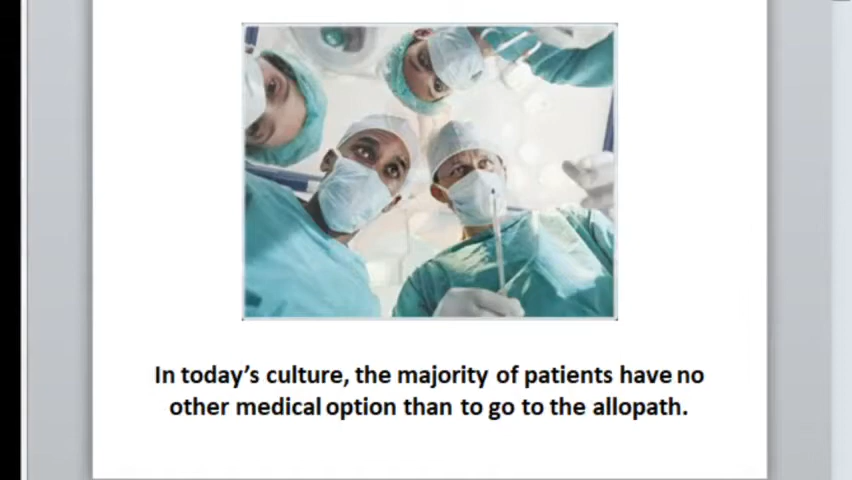 In today's culture, the majority of patients have no
other medical option than to go to the allopath.